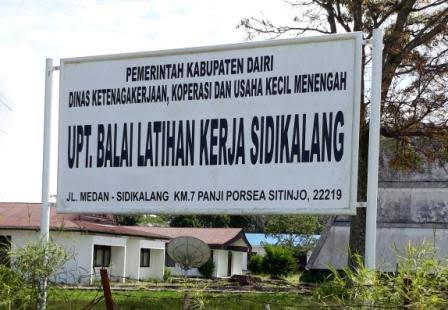 PEMERINTAH KABUPATEN DAIRI
DINAS KETENAGAKERJAAN, KOPERASI DAN USAHA KECIL MENENGAH
UPT. BALAI LATIHAN KERJA SIDIKALANG
JL. MEDAN - SIDIKALANG KM.7 PANJI PORSEA SITINJO, 22219